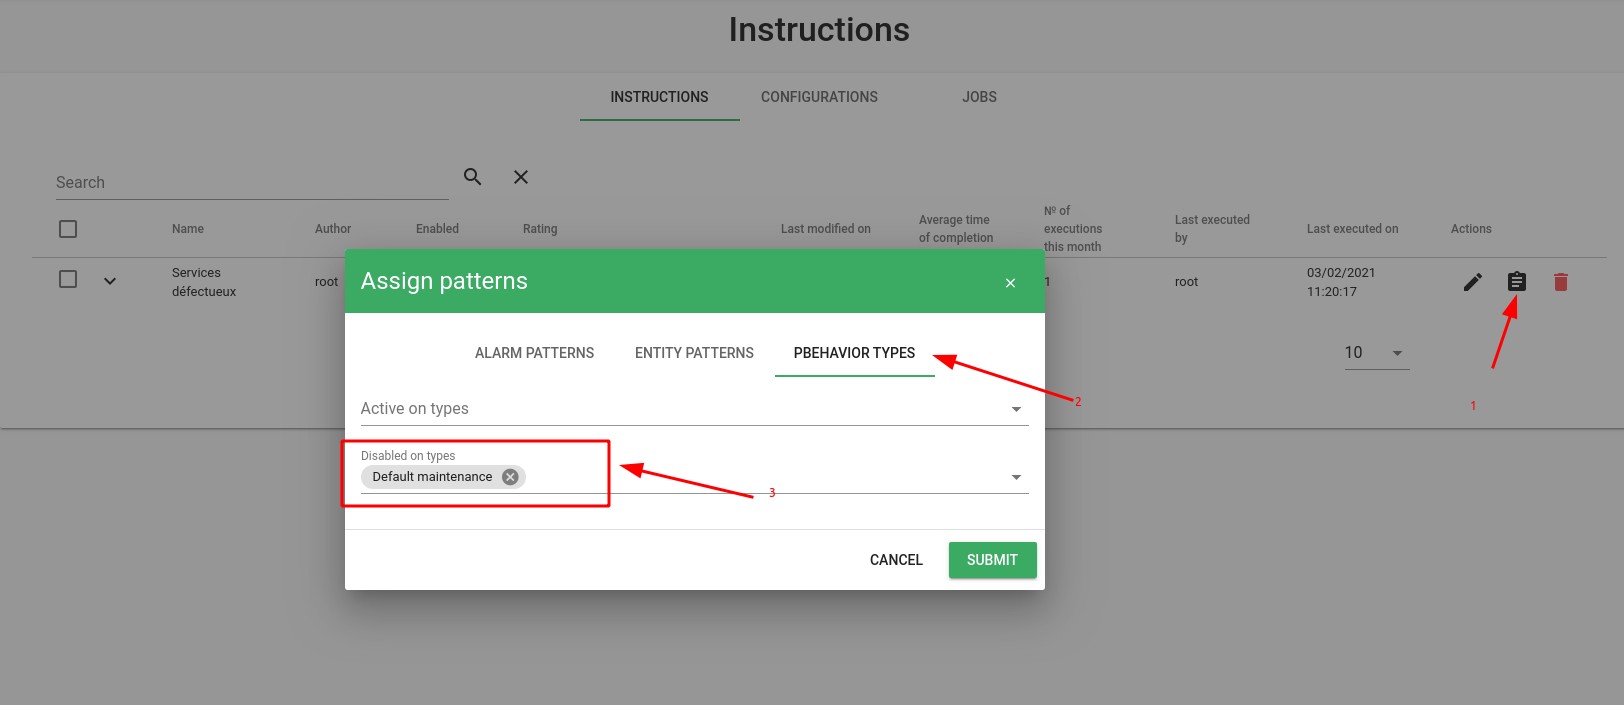 Instructions
INSTRUCTIONS CONFIGURATIONS JOBS
Search
Name Author Enabled Rating Last modified on Average time of completion Nº of executions this month Last executed by Last executed on Actions
Services défectueux root 1 root 03/02/2021 11:20:17
10
1
Assign patterns
ALARM PATTERNS ENTITY PATTERNS PBEHAVIOR TYPES
2
Active on types
Disabled on types
Default maintenance
3
CANCEL SUBMIT